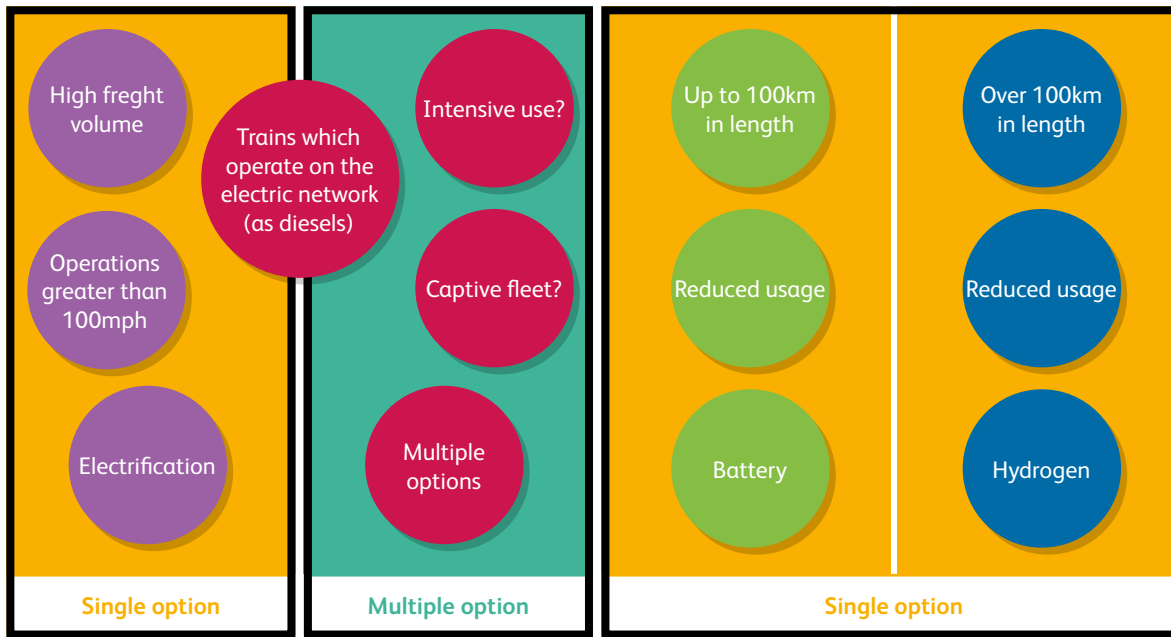 High freght
volume
Operations
greater than
100mph
Electrification
Single option
Trains which
operate on the
electric network
(as diesels)
Intensive use?
Captive fleet?
Multiple
options
Multiple option
Up to 100km
in length
Reduced usage
Battery
Over 100km
in length
Reduced usage
Hydrogen
Single option